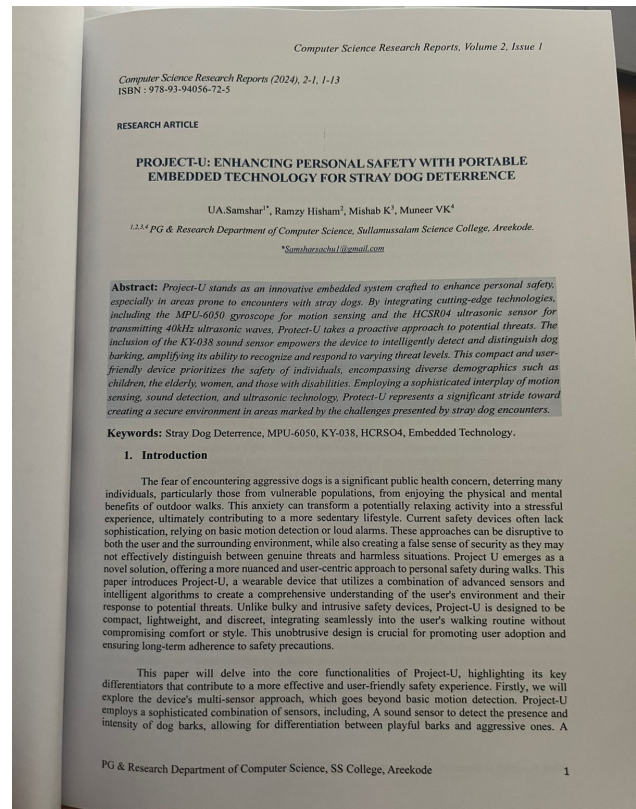 Computer Science Research Reports, Volume 2, Issue 1
Computer Science Research Reports (2024), 2-1, 1-13
ISBN : 978-93-94056-72-5
RESEARCH ARTICLE
PROJECT-U: ENHANCING PERSONAL SAFETY WITH PORTABLE
EMBEDDED TECHNOLOGY FOR STRAY DOG DETERRENCE
UA.Samshar1*, Ramzy Hisham2, Mishab K3, Muneer VK4
1,2,3,4 PG & Research Department of Computer Science, Sullamussalam Science College, Areekode.
*Samsharsachu1@gmail.com
Abstract: Project-U stands as an innovative embedded system crafted to enhance personal safety,
especially in areas prone to encounters with stray dogs. By integrating cutting-edge technologies,
including the MPU-6050 gyroscope for motion sensing and the HCSR04 ultrasonic sensor for
transmitting 40kHz ultrasonic waves, Protect-U takes a proactive approach to potential threats. The
inclusion of the KY-038 sound sensor empowers the device to intelligently detect and distinguish dog
barking, amplifying its ability to recognize and respond to varying threat levels. This compact and user-
friendly device prioritizes the safety of individuals, encompassing diverse demographics such as
children, the elderly, women, and those with disabilities. Employing a sophisticated interplay of motion
sensing, sound detection, and ultrasonic technology, Protect-U represents a significant stride toward
creating a secure environment in areas marked by the challenges presented by stray dog encounters.
Keywords: Stray Dog Deterrence, MPU-6050, KY-038, HCRSO4, Embedded Technology.
1. Introduction
The fear of encountering aggressive dogs is a significant public health concern, deterring many
individuals, particularly those from vulnerable populations, from enjoying the physical and mental
benefits of outdoor walks. This anxiety can transform a potentially relaxing activity into a stressful
experience, ultimately contributing to a more sedentary lifestyle. Current safety devices often lack
sophistication, relying on basic motion detection or loud alarms. These approaches can be disruptive to
both the user and the surrounding environment, while also creating a false sense of security as they may
not effectively distinguish between genuine threats and harmless situations. Project U emerges as a
novel solution, offering a more nuanced and user-centric approach to personal safety during walks. This
paper introduces Project-U, a wearable device that utilizes a combination of advanced sensors and
intelligent algorithms to create a comprehensive understanding of the user's environment and their
response to potential threats. Unlike bulky and intrusive safety devices, Project-U is designed to be
compact, lightweight, and discreet, integrating seamlessly into the user's walking routine without
compromising comfort or style. This unobtrusive design is crucial for promoting user adoption and
ensuring long-term adherence to safety precautions.
This paper will delve into the core functionalities of Project-U, highlighting its key
differentiators that contribute to a more effective and user-friendly safety experience. Firstly, we will
explore the device's multi-sensor approach, which goes beyond basic motion detection. Project-U
employs a sophisticated combination of sensors, including, A sound sensor to detect the presence and
intensity of dog barks, allowing for differentiation between playful barks and aggressive ones. A
PG & Research Department of Computer Science, SS College, Areekode
1